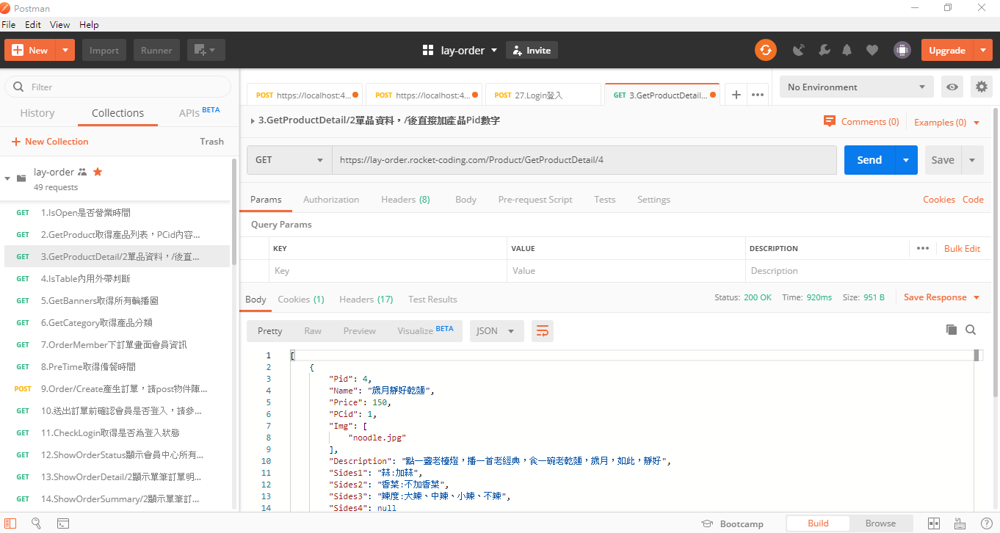 Postman
File Edit View Help
New Import Runner lay-order Invite Upgrade
Filter
History Collections APIs BETA
New Collection Trash
lay-order
49 requests
GET 1.IsOpen是否營業時間
GET 2.GetProduct取得產品列表，PCid內容...
GET 3.GetProductDetail/2單品資料，/後直...
GET 4.IsTable內用外帶判斷
GET 5.GetBanners取得所有輪播圖
GET 6.GetCategory取得產品分類
GET 7.OrderMember下訂單畫面會員資訊
GET 8.PreTime取得備餐時間
POST 9.Order/Create產生訂單，請post物件陣...
GET 10.送出訂單前確認會員是否登入，請參...
GET 11.CheckLogin取得是否為登入狀態
GET 12.ShowOrderStatus顯示會員中心所有...
GET 13.ShowOrderDetail/2顯示單筆訂單明...
GET 14.ShowOrderSummary/2顯示單筆訂...
POST https://localhost:4... POST https://localhost:4... POST 27.Login登入 GET 3.GetProductDetail... No Environment
3.GetProductDetail/2單品資料，/後直接加產品Pid數字 Comments (0) Examples (0)
GET https://lay-order.rocket-coding.com/Product/GetProductDetail/4 Send Save
Params Authorization Headers (8) Body Pre-request Script Tests Settings Cookies Code
Query Params
KEY VALUE DESCRIPTION Bulk Edit
Key Value Description
Body Cookies (1) Headers (17) Test Results Status: 200 OK Time: 920ms Size: 951 B Save Response
Pretty Raw Preview Visualize BETA JSON
1 [
2 {
3 "Pid": 4,
4 "Name": "歲月靜好乾麵",
5 "Price": 150,
6 "PCid": 1,
7 "Img": [
8 "noodle.jpg"
9 ],
10 "Description": "點一盞老檯燈，播一首老經典，食一碗老乾麵，歲月，如此，靜好",
11 "Sides1": "蒜:加蒜",
12 "Sides2": "香菜:不加香菜",
13 "Sides3": "辣度:大辣、中辣、小辣、不辣",
14 "Sides4": null
Bootcamp Build Browse